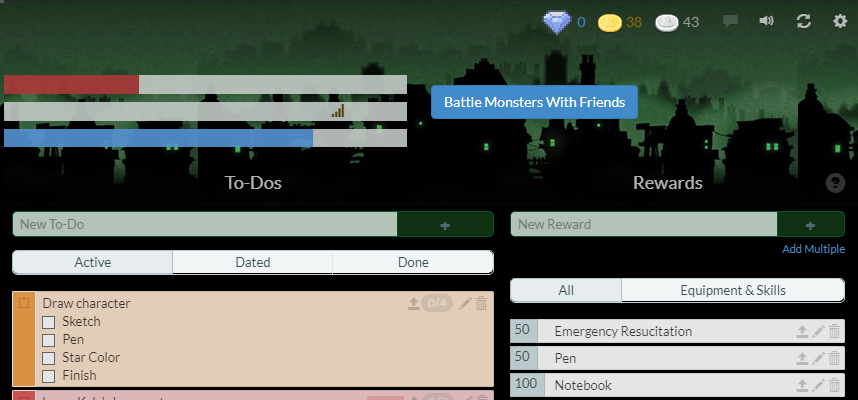 0 38 43
Battle Monsters With Friends
To-Dos
Rewards
New To-Do
+
New Reward
+
Add Multiple
Active
Dated
Done
All
Equipment & Skills
Draw character
0/4
Sketch
Pen
Star Color
Finish
50 Emergency Resucitation
50 Pen
100 Notebook